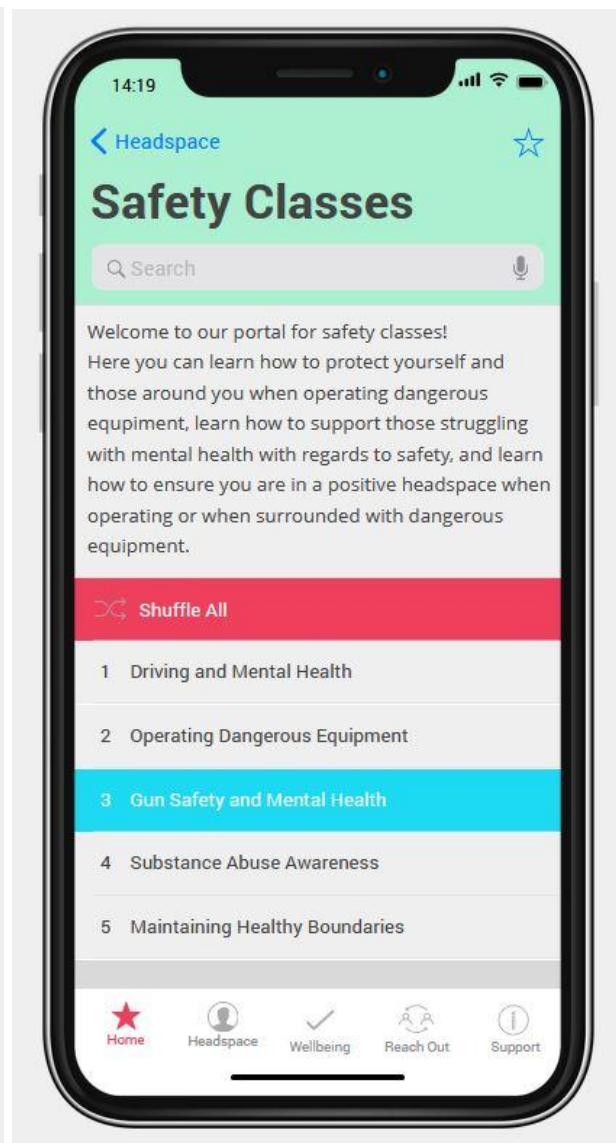 14:19
Headspace
Safety Classes
Search
Welcome to our portal for safety classes!
Here you can learn how to protect yourself and
those around you when operating dangerous
equpiment, learn how to support those struggling
with mental health with regards to safety, and learn
how to ensure you are in a positive headspace when
operating or when surrounded with dangerous
equipment.
Shuffle All
1 Driving and Mental Health
2 Operating Dangerous Equipment
3 Gun Safety and Mental Health
4 Substance Abuse Awareness
5 Maintaining Healthy Boundaries
Home Headspace Wellbeing Reach Out Support